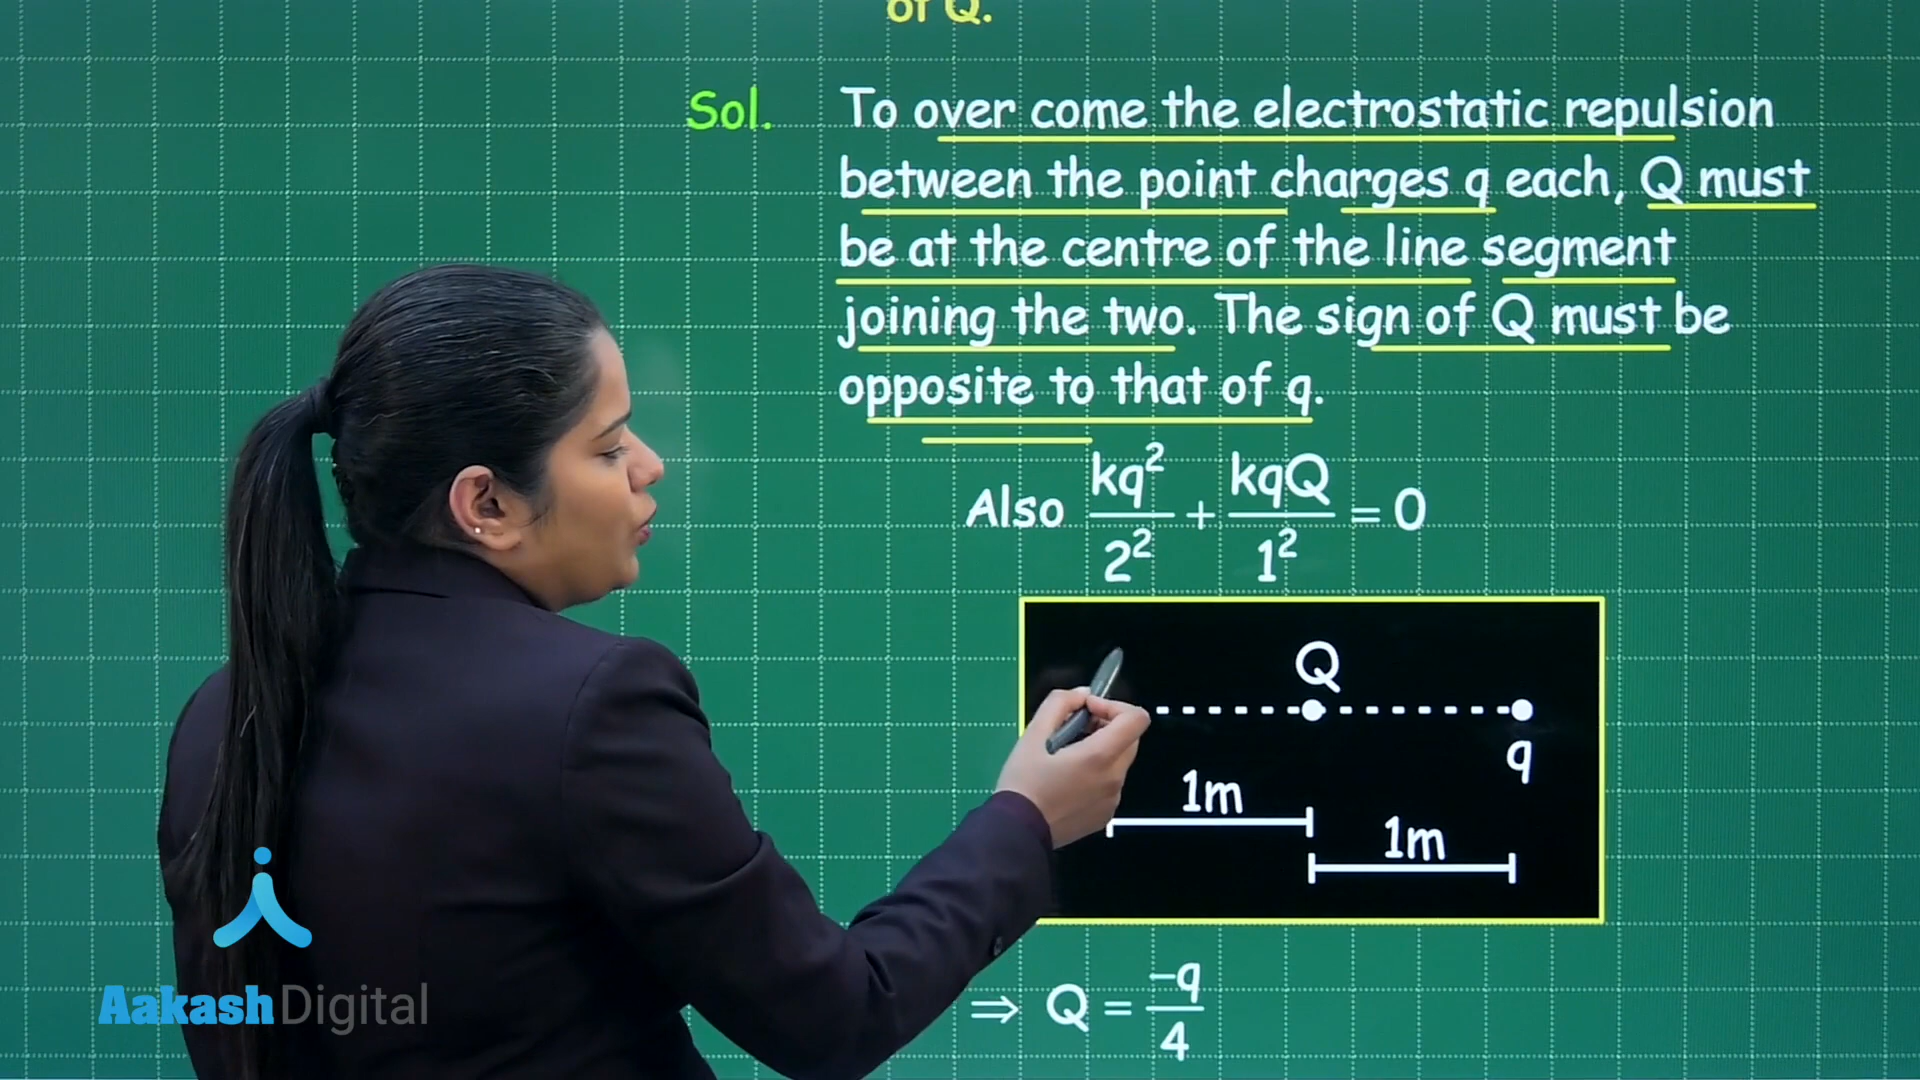 of Q.
Sol. To over come the electrostatic repulsion
between the point charges q each, Q must
be at the centre of the line segment
joining the two. The sign of Q must be
opposite to that of q.
Also kq²/2² + kqQ/1² = 0
Q
q
1m
1m
⇒ Q = -q/4
Aakash Digital